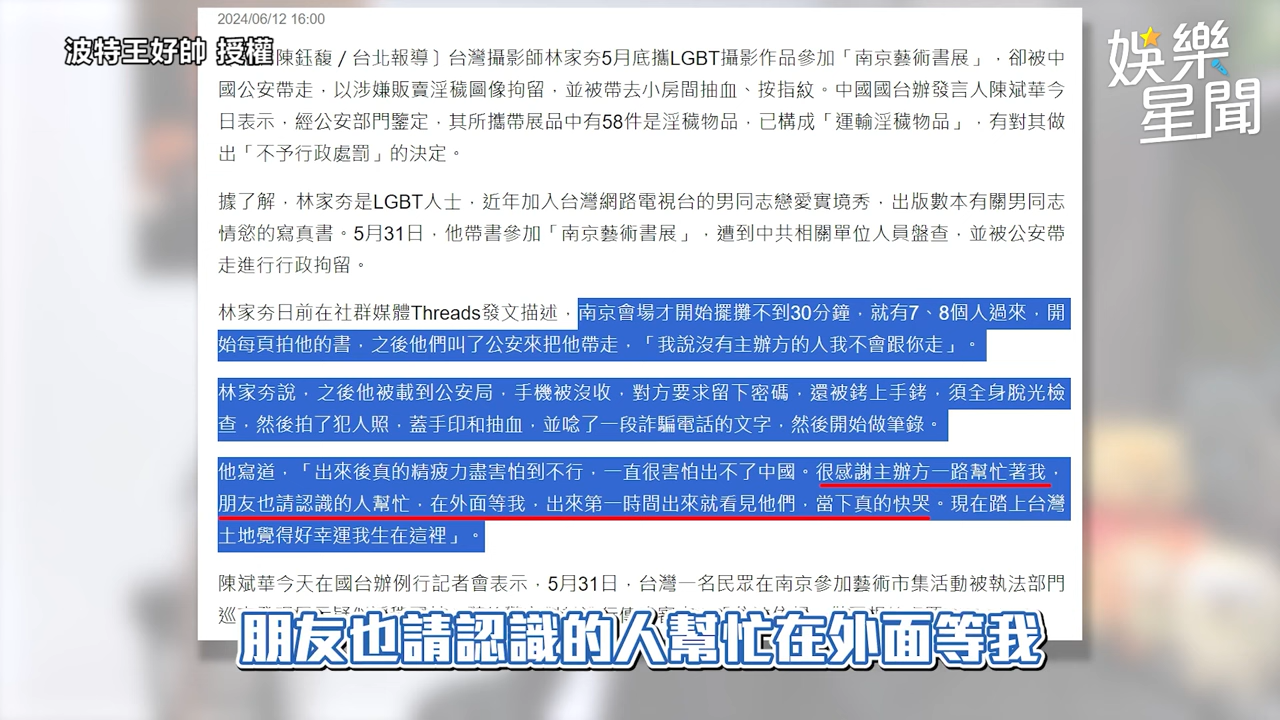 2024/06/12 16:00
波特王好帥 授權
娛樂
星聞
陳鈺馥／台北報導〕台灣攝影師林家夯5月底攜LGBT攝影作品參加「南京藝術書展」，卻被中
國公安帶走，以涉嫌販賣淫穢圖像拘留，並被帶去小房間抽血、按指紋。中國國台辦發言人陳斌華今
日表示，經公安部門鑒定，其所攜帶展品中有58件是淫穢物品，已構成「運輸淫穢物品」，有對其做
出「不予行政處罰」的決定。
據了解，林家夯是LGBT人士，近年加入台灣網路電視台的男同志戀愛實境秀，出版數本有關男同志
情慾的寫真書。5月31日，他帶書參加「南京藝術書展」，遭到中共相關單位人員盤查，並被公安帶
走進行行政拘留。
林家夯日前在社群媒體Threads發文描述，南京會場才開始擺攤不到30分鐘，就有7、8個人過來，開
始每頁拍他的書，之後他們叫了公安來把他帶走，「我說沒有主辦方的人我不會跟你走」。
林家夯說，之後他被載到公安局，手機被沒收，對方要求留下密碼，還被銬上手銬，須全身脫光檢
查，然後拍了犯人照，蓋手印和抽血，並唸了一段詐騙電話的文字，然後開始做筆錄。
他寫道，「出來後真的精疲力盡害怕到不行，一直很害怕出不了中國。很感謝主辦方一路幫忙著我，
朋友也請認識的人幫忙，在外面等我，出來第一時間出來就看見他們，當下真的快哭。現在踏上台灣
土地覺得好幸運我生在這裡」。
陳斌華今天在國台辦例行記者會表示，5月31日，台灣一名民眾在南京參加藝術市集活動被執法部門
朋友也請認識的人幫忙在外面等我